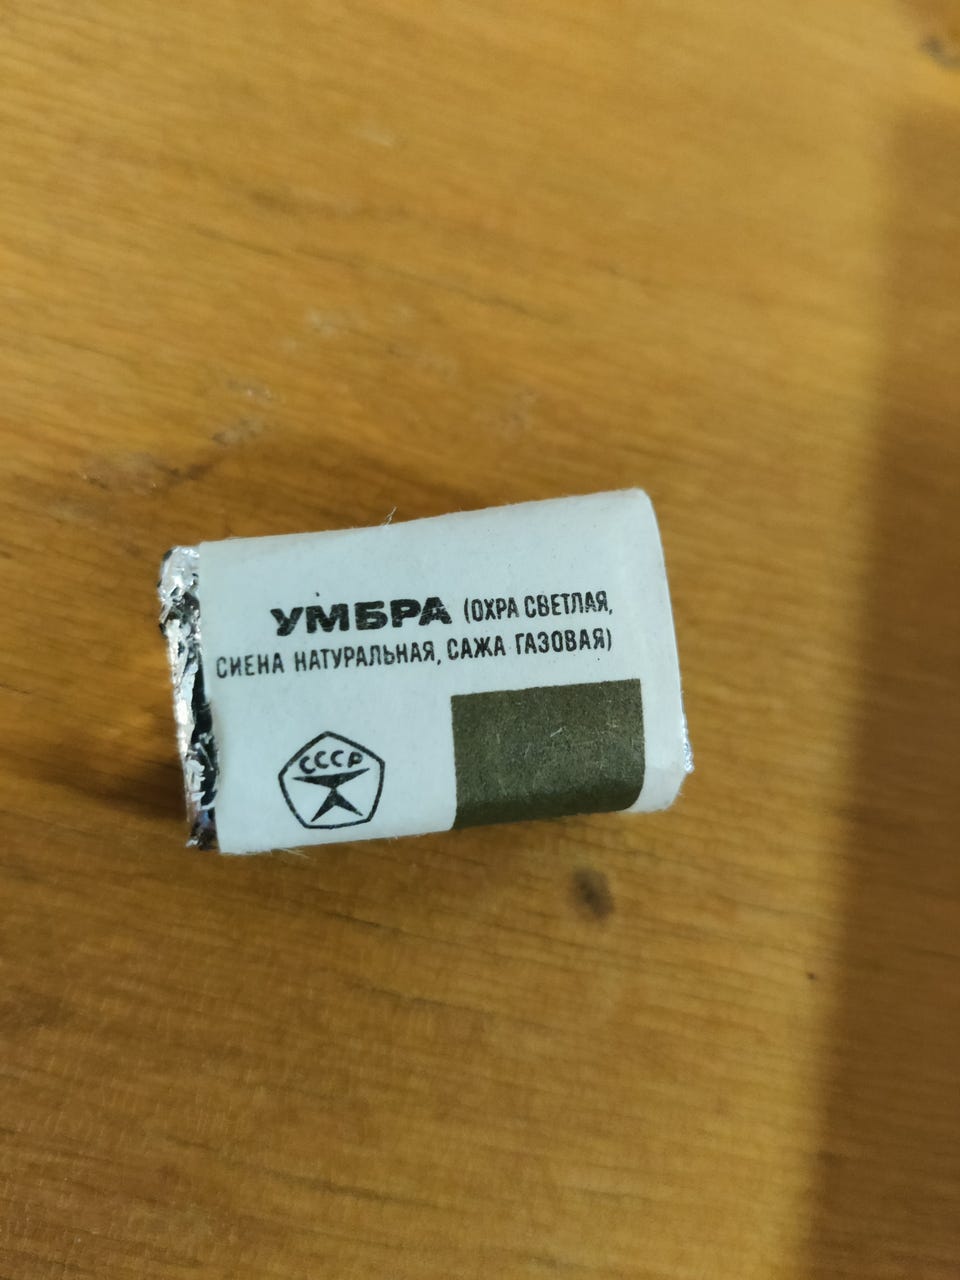 УМБРА (ОХРА СВЕТЛАЯ,
СИЕНА НАТУРАЛЬНАЯ, САЖА ГАЗОВАЯ)
СССР